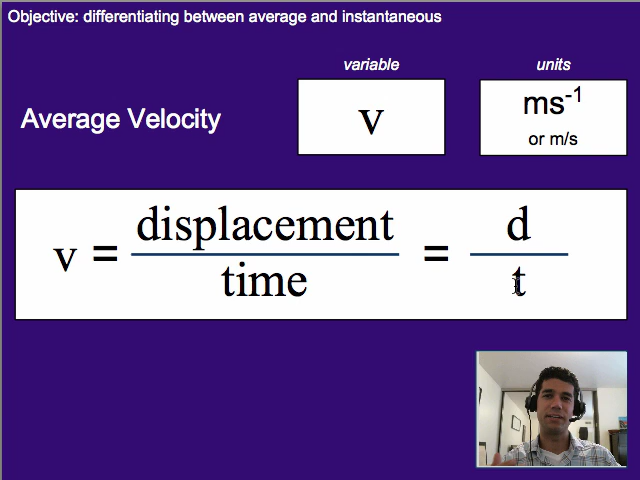 Objective: differentiating between average and instantaneous
variable units
Average Velocity
v
ms-1
or m/s
v = displacement = d
time t